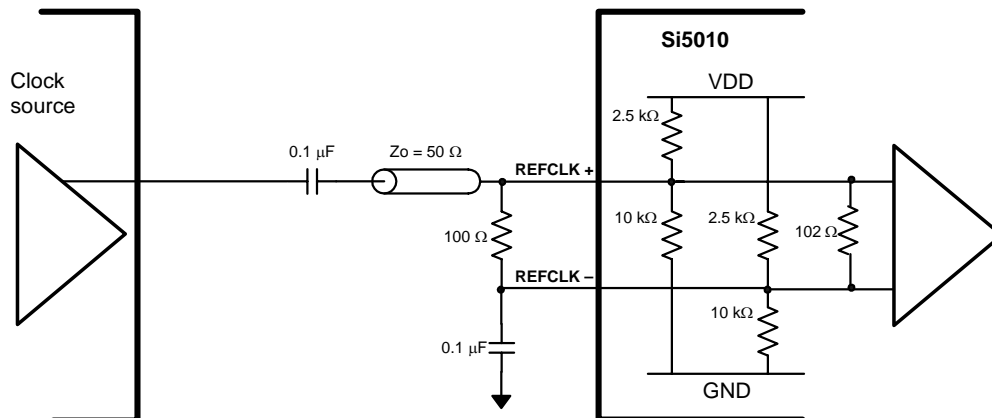 Si5010
Clock
source
VDD
2.5 kΩ
0.1 μF
Zo = 50 Ω
REFCLK +
100 Ω
10 kΩ
2.5 kΩ
102 Ω
REFCLK –
10 kΩ
0.1 μF
GND